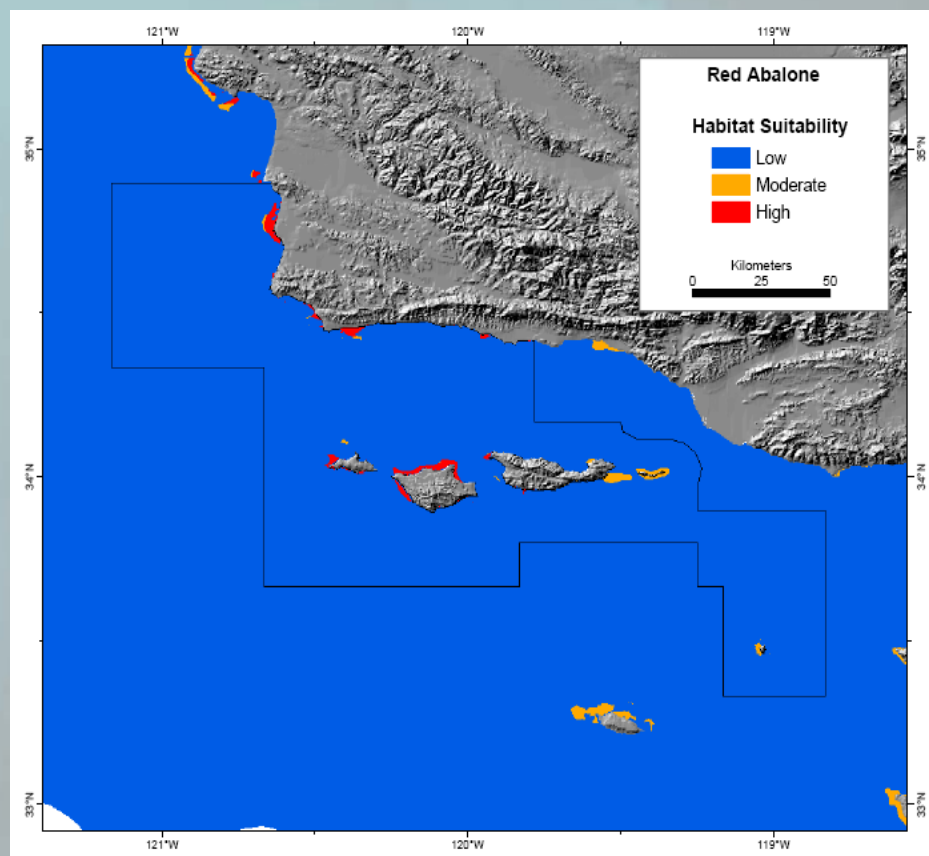 121°W
120°W
119°W
Red Abalone
Habitat Suitability
Low
Moderate
High
Kilometers
0 25 50
35°N
35°N
34°N
34°N
33°N
33°N
121°W
120°W
119°W